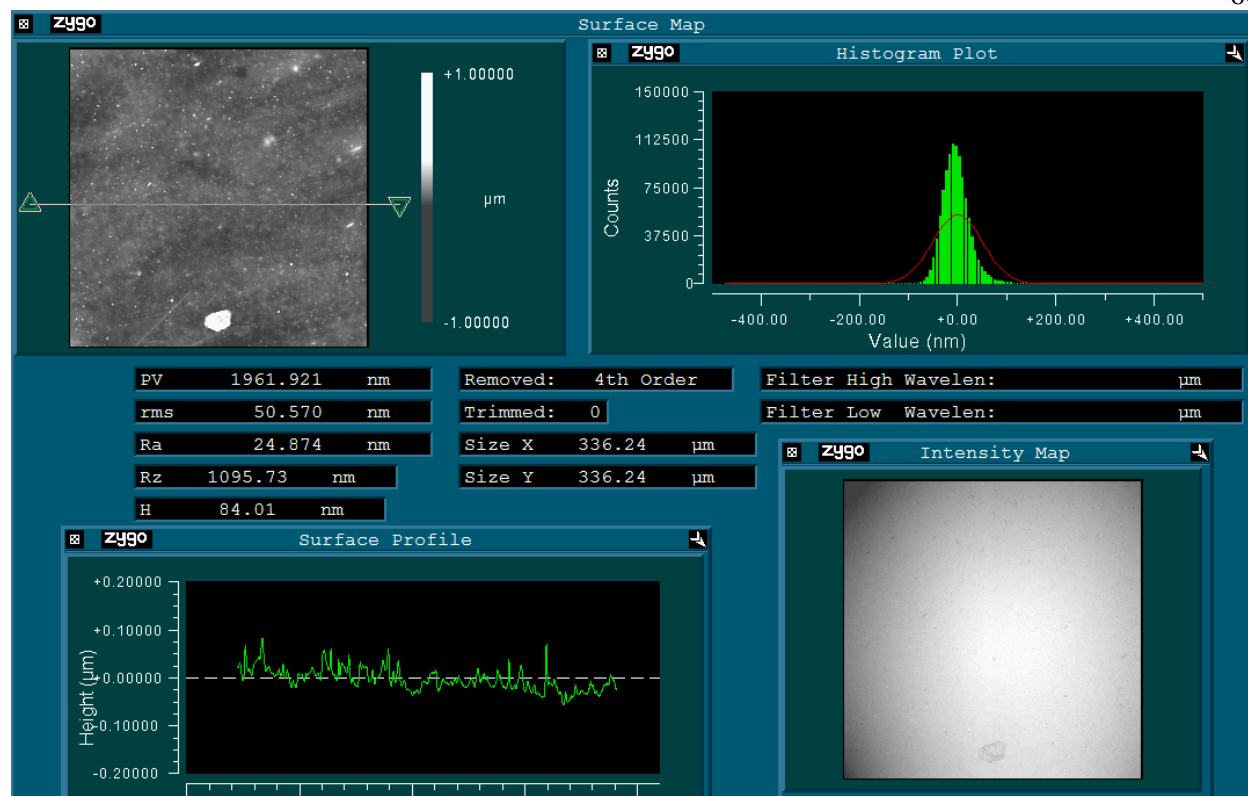 zygo Surface Map
+1.00000
µm
-1.00000
zygo Histogram Plot
150000
112500
75000
37500
0
Counts
-400.00 -200.00 +0.00 +200.00 +400.00
Value (nm)
PV 1961.921 nm
rms 50.570 nm
Ra 24.874 nm
Rz 1095.73 nm
H 84.01 nm
Removed: 4th Order
Trimmed: 0
Size X 336.24 µm
Size Y 336.24 µm
Filter High Wavelen: µm
Filter Low Wavelen: µm
zygo Surface Profile
+0.20000
+0.10000
+0.00000
-0.10000
-0.20000
Height (µm)
zygo Intensity Map